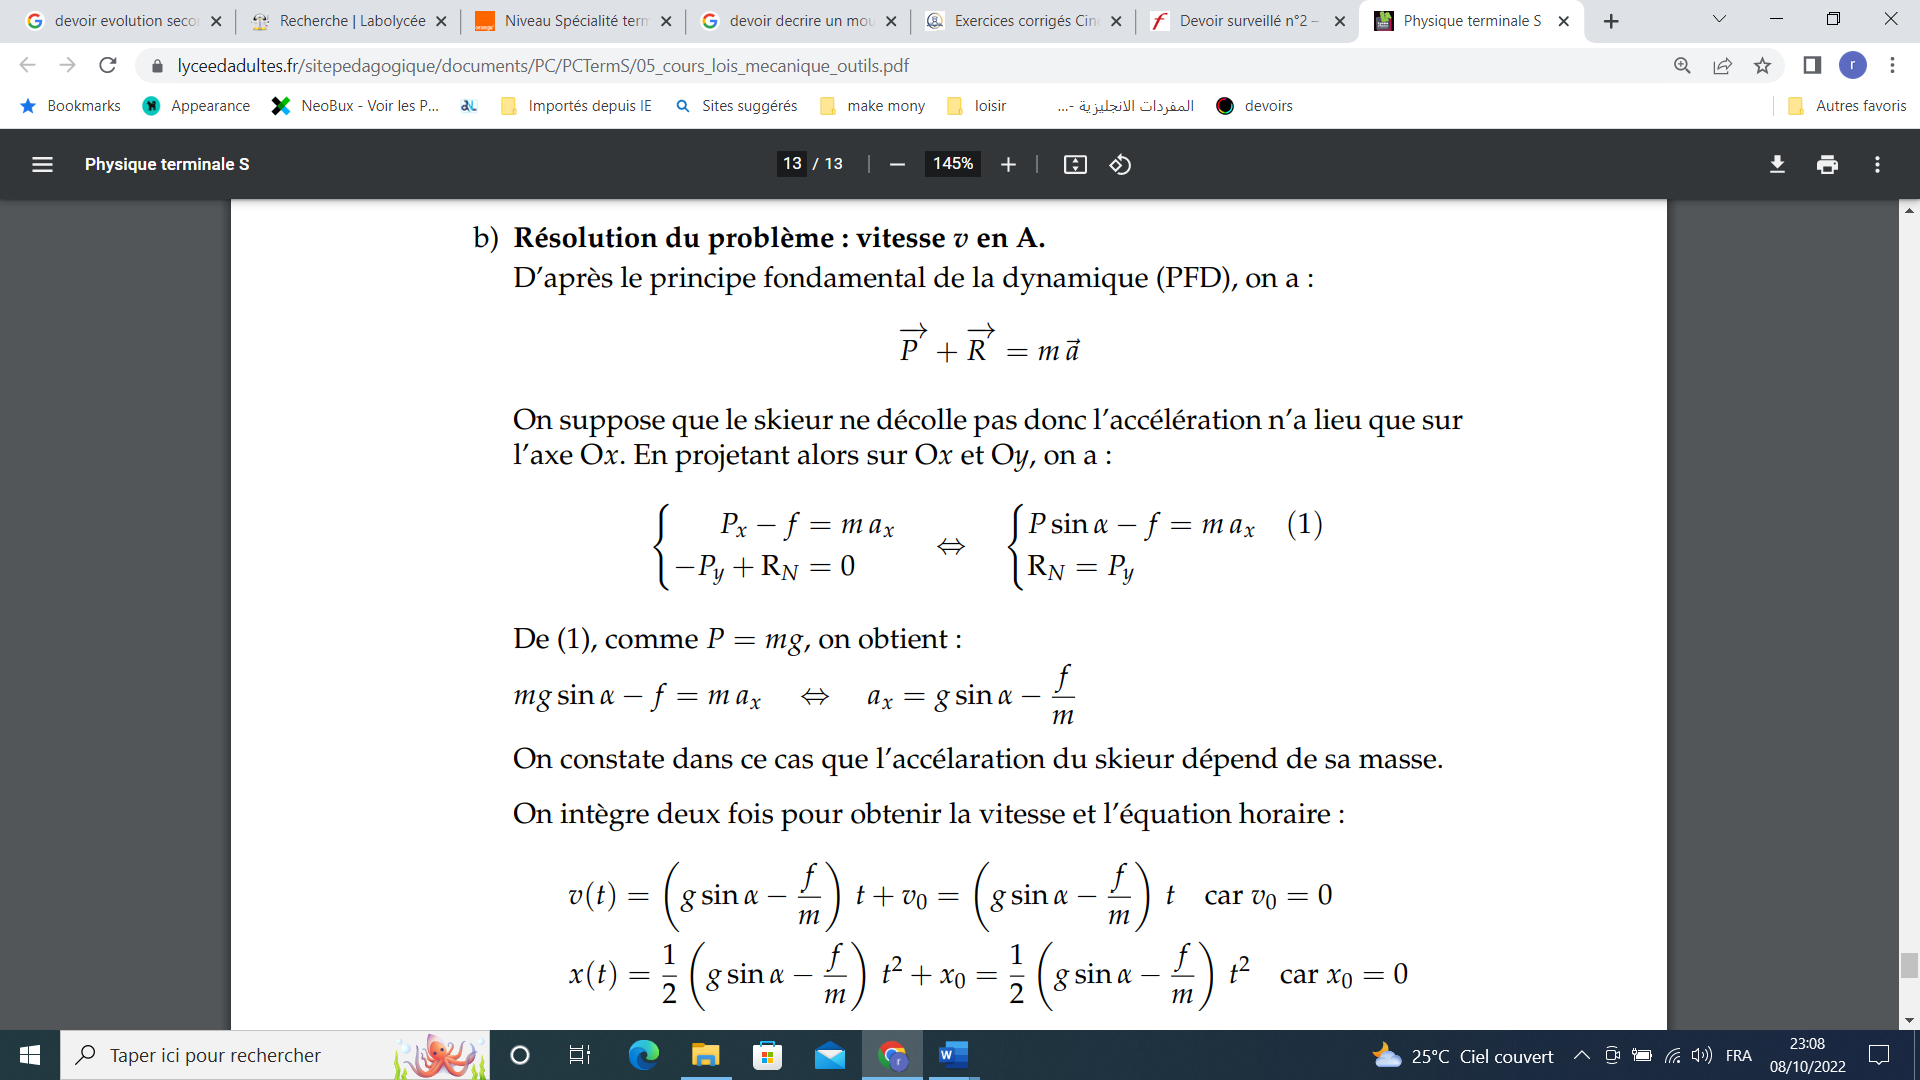 devoir evolution seco
Recherche | Labolycée
Niveau Spécialité term
devoir decrire un mou
Exercices corrigés Cin
Devoir surveillé n°2 –
Physique terminale S
lyceedadultes.fr/sitepedagogique/documents/PC/PCTermS/05_cours_lois_mecanique_outils.pdf
r
Bookmarks
Appearance
NeoBux - Voir les P...
Importés depuis IE
Sites suggérés
make mony
loisir
المفردات الانجليزية -...
devoirs
Autres favoris
Physique terminale S
13 / 13
145%
b) Résolution du problème : vitesse v en A.
D'après le principe fondamental de la dynamique (PFD), on a :
P⃗ + R⃗ = m a⃗
On suppose que le skieur ne décolle pas donc l'accélération n'a lieu que sur
l'axe Ox. En projetant alors sur Ox et Oy, on a :
{ Pₓ − f = m aₓ ⇔ { P sin α − f = m aₓ (1)
−P_y + R_N = 0 R_N = P_y
De (1), comme P = mg, on obtient :
mg sin α − f = m aₓ ⇔ aₓ = g sin α − f/m
On constate dans ce cas que l'accélaration du skieur dépend de sa masse.
On intègre deux fois pour obtenir la vitesse et l'équation horaire :
v(t) = (g sin α − f/m) t + v₀ = (g sin α − f/m) t car v₀ = 0
x(t) = 1/2 (g sin α − f/m) t² + x₀ = 1/2 (g sin α − f/m) t² car x₀ = 0
Taper ici pour rechercher
25°C Ciel couvert
FRA
23:08
08/10/2022